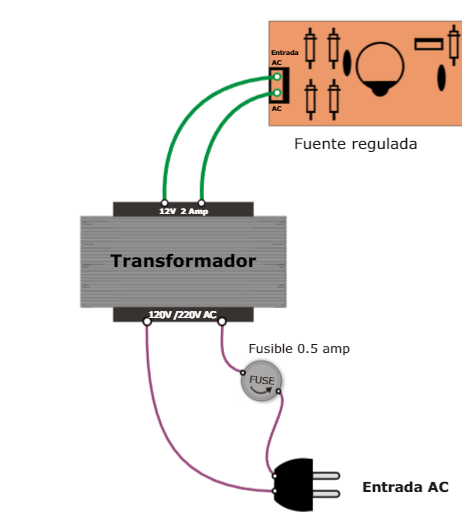 Entrada
AC
AC
Fuente regulada
12V 2 Amp
Transformador
120V /220V AC
Fusible 0.5 amp
FUSE
Entrada AC